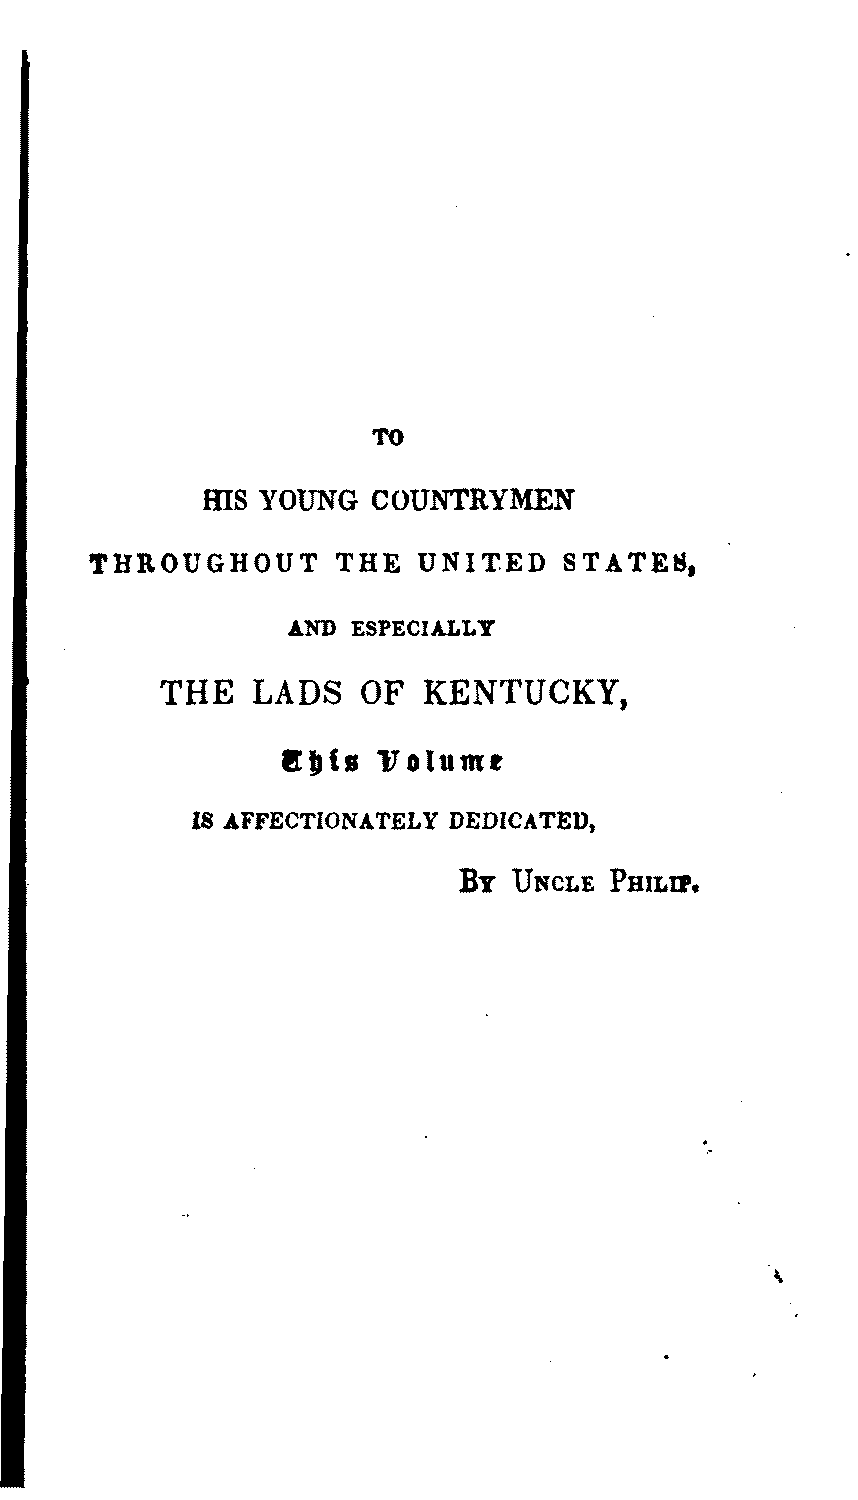 TO
HIS YOUNG COUNTRYMEN
THROUGHOUT THE UNITED STATES,
AND ESPECIALLY
THE LADS OF KENTUCKY,
This Volume
IS AFFECTIONATELY DEDICATED,
BY UNCLE PHILIP.